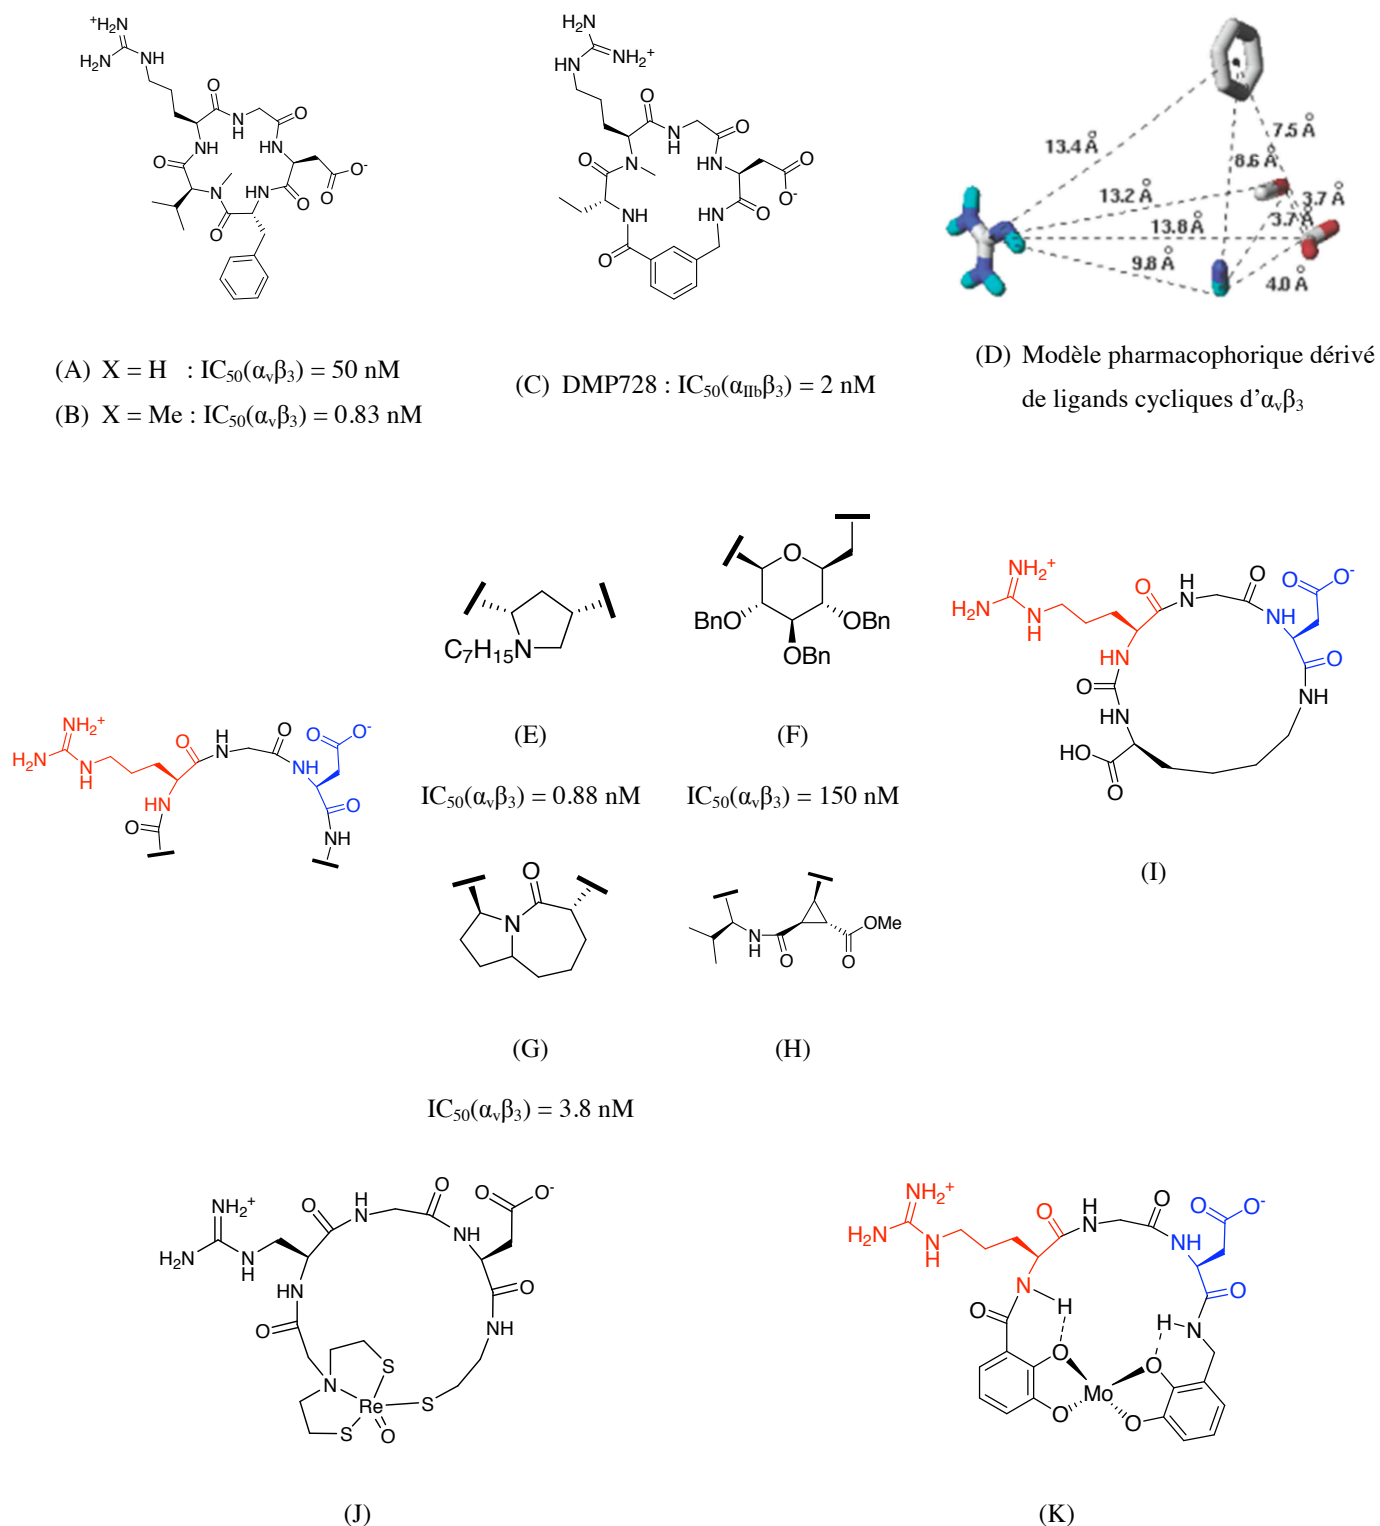 (A) X = H : IC₅₀(αᵥβ₃) = 50 nM
(B) X = Me : IC₅₀(αᵥβ₃) = 0.83 nM
(C) DMP728 : IC₅₀(α_IIbβ₃) = 2 nM
13.4 Å
7.5 Å
8.6 Å
13.2 Å
3.7 Å
3.7 Å
13.8 Å
9.8 Å
4.0 Å
(D) Modèle pharmacophorique dérivé
de ligands cycliques d'αᵥβ₃
C₇H₁₅
N
(E)
IC₅₀(αᵥβ₃) = 0.88 nM
O
BnO
OBn
OBn
(F)
IC₅₀(αᵥβ₃) = 150 nM
(G)
IC₅₀(αᵥβ₃) = 3.8 nM
OMe
(H)
HO
(I)
Re
(J)
Mo
(K)